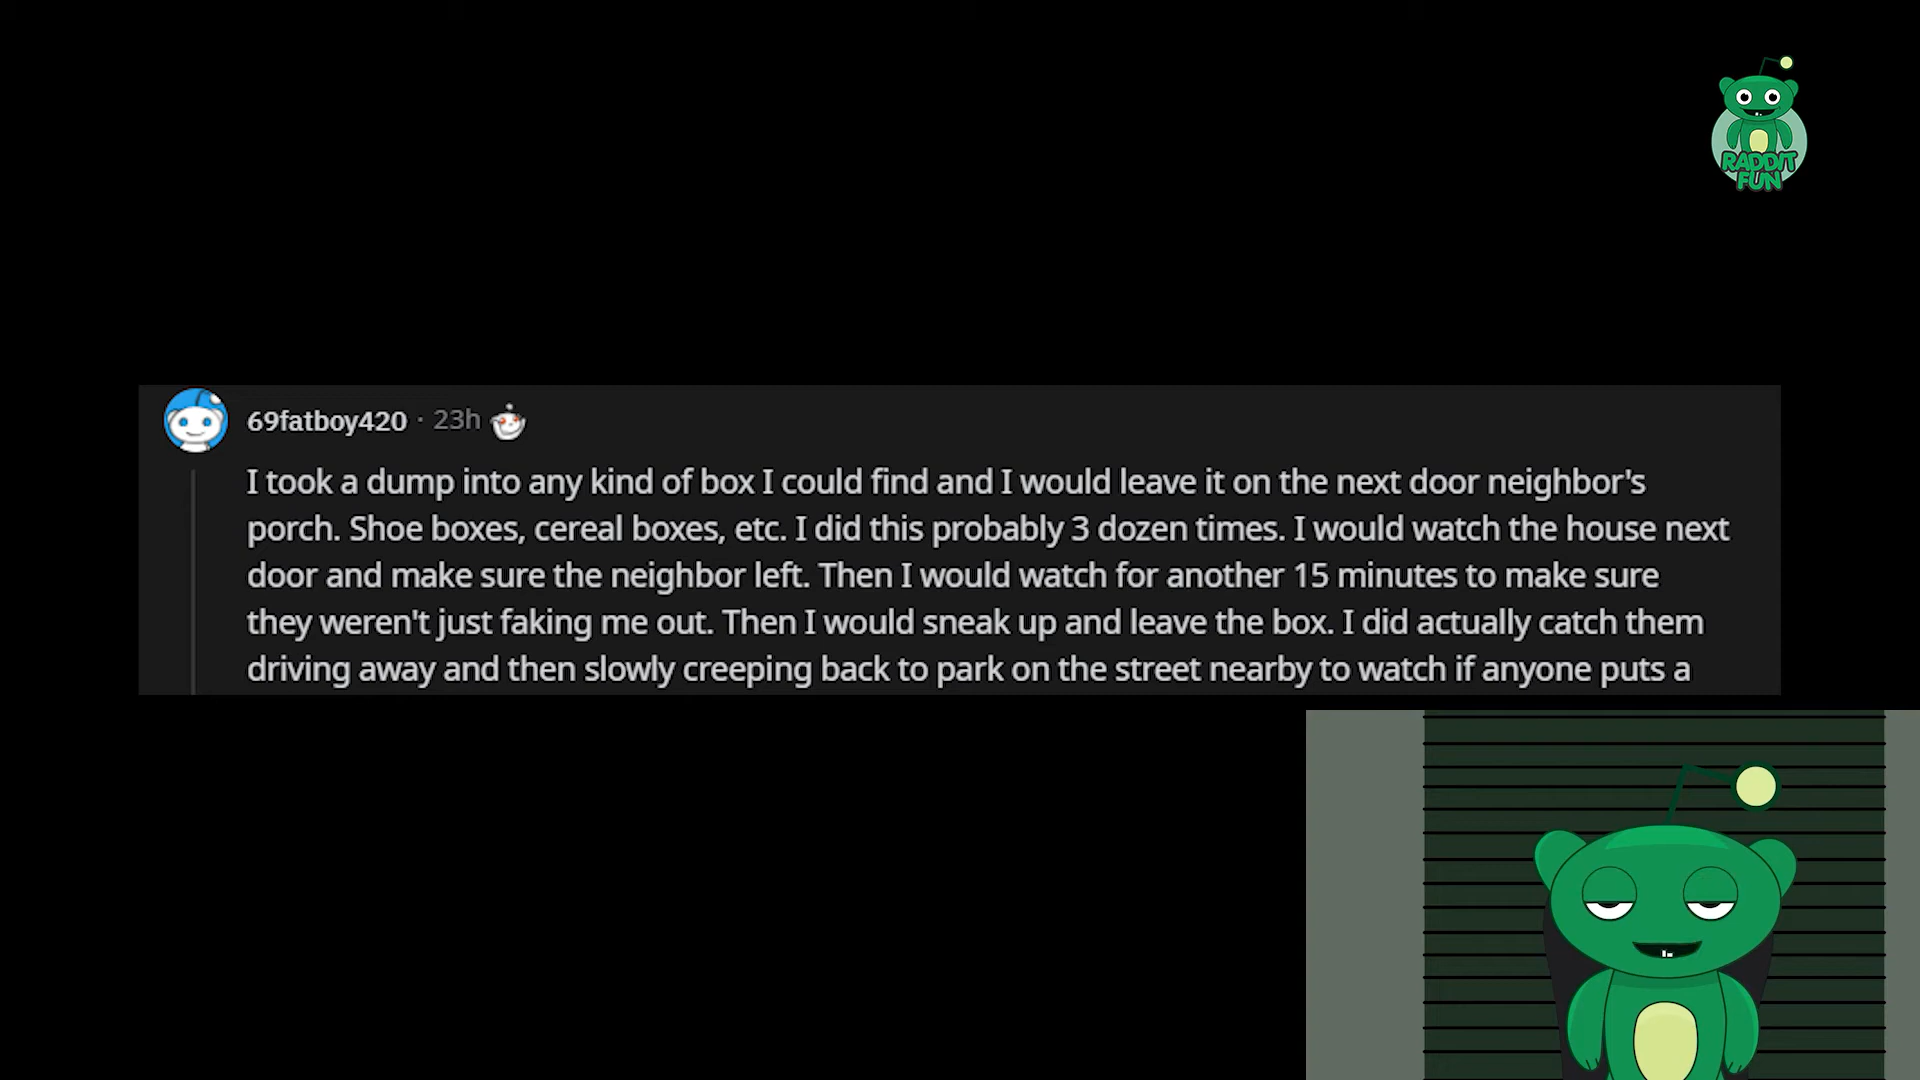 RADDIT
FUN
69fatboy420 · 23h
I took a dump into any kind of box I could find and I would leave it on the next door neighbor's
porch. Shoe boxes, cereal boxes, etc. I did this probably 3 dozen times. I would watch the house next
door and make sure the neighbor left. Then I would watch for another 15 minutes to make sure
they weren't just faking me out. Then I would sneak up and leave the box. I did actually catch them
driving away and then slowly creeping back to park on the street nearby to watch if anyone puts a